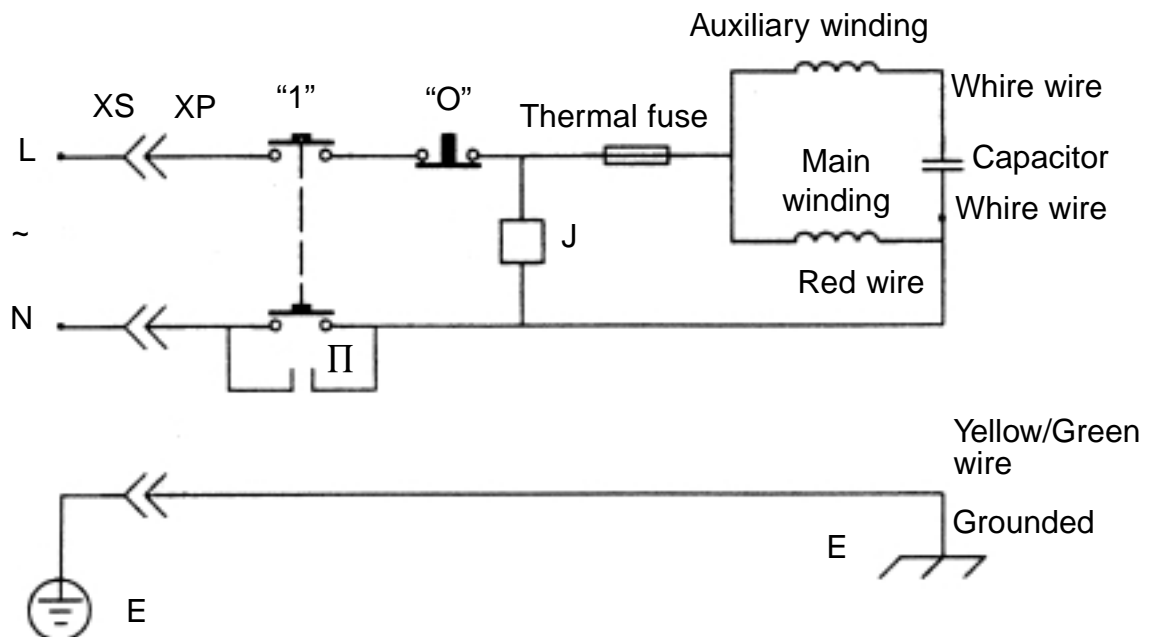 Auxiliary winding
XS
XP
“1”
“O”
Whire wire
Thermal fuse
L
Main
winding
Capacitor
Whire wire
~
J
Red wire
N
Π
Yellow/Green
wire
Grounded
E
E